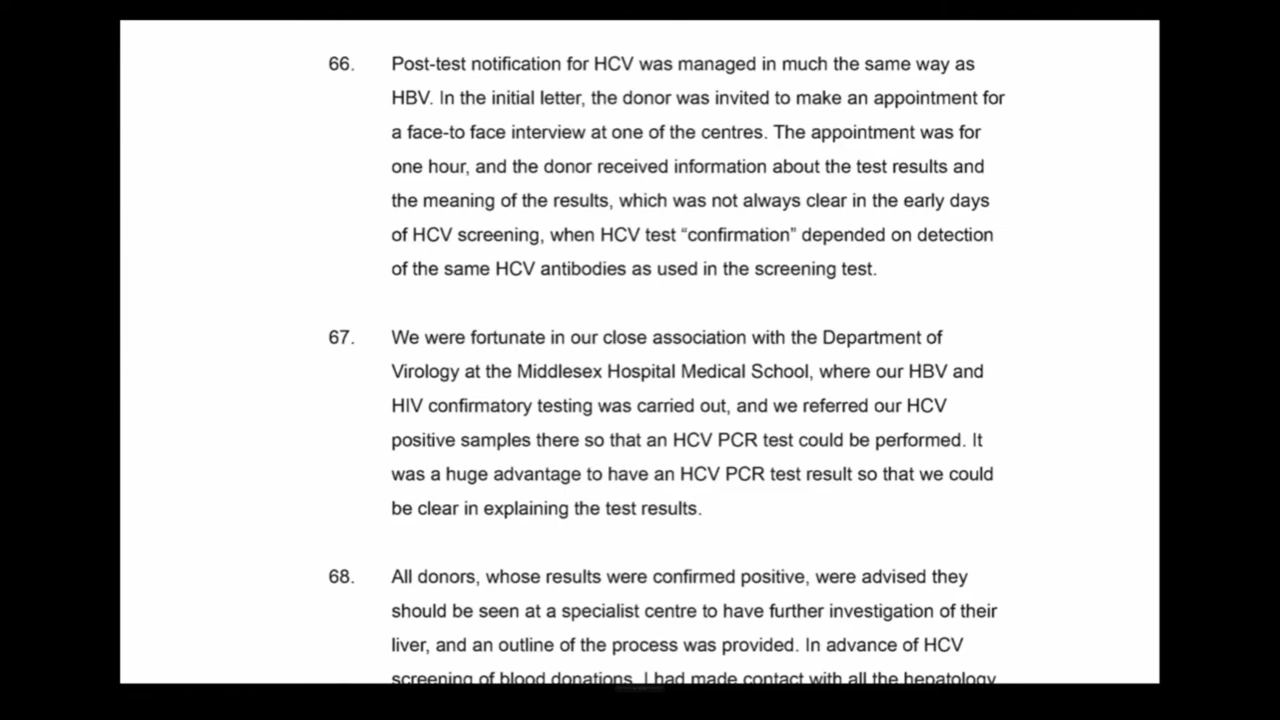 66. Post-test notification for HCV was managed in much the same way as
HBV. In the initial letter, the donor was invited to make an appointment for
a face-to face interview at one of the centres. The appointment was for
one hour, and the donor received information about the test results and
the meaning of the results, which was not always clear in the early days
of HCV screening, when HCV test “confirmation” depended on detection
of the same HCV antibodies as used in the screening test.
67. We were fortunate in our close association with the Department of
Virology at the Middlesex Hospital Medical School, where our HBV and
HIV confirmatory testing was carried out, and we referred our HCV
positive samples there so that an HCV PCR test could be performed. It
was a huge advantage to have an HCV PCR test result so that we could
be clear in explaining the test results.
68. All donors, whose results were confirmed positive, were advised they
should be seen at a specialist centre to have further investigation of their
liver, and an outline of the process was provided. In advance of HCV
screening of blood donations, I had made contact with all the hepatology